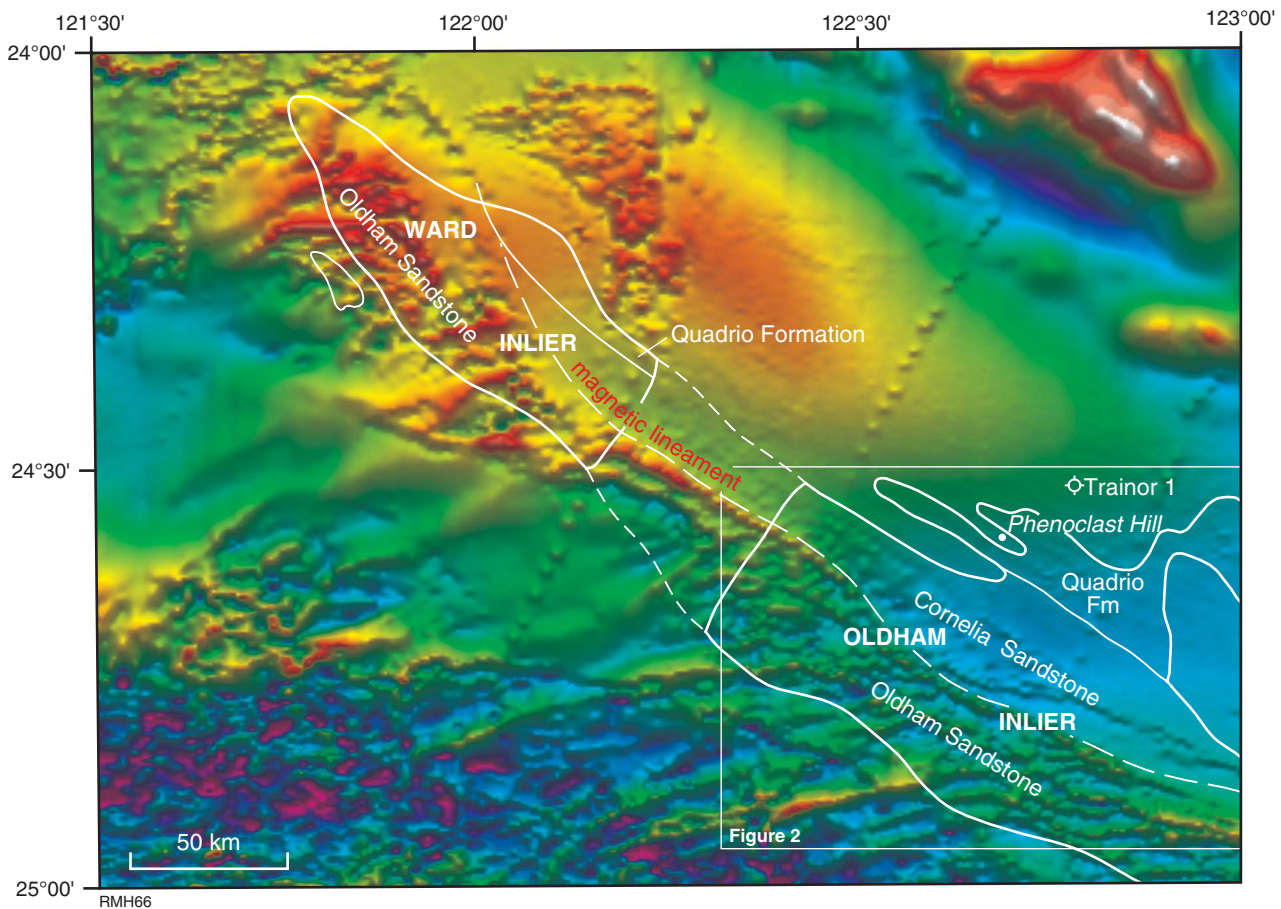 121°30'
122°00'
122°30'
123°00'
24°00'
Oldham Sandstone
WARD
INLIER
Quadrio Formation
magnetic lineament
24°30'
Trainor 1
Phenoclast Hill
Quadrio
Fm
Cornelia Sandstone
OLDHAM
Oldham Sandstone
INLIER
Figure 2
50 km
25°00'
RMH66